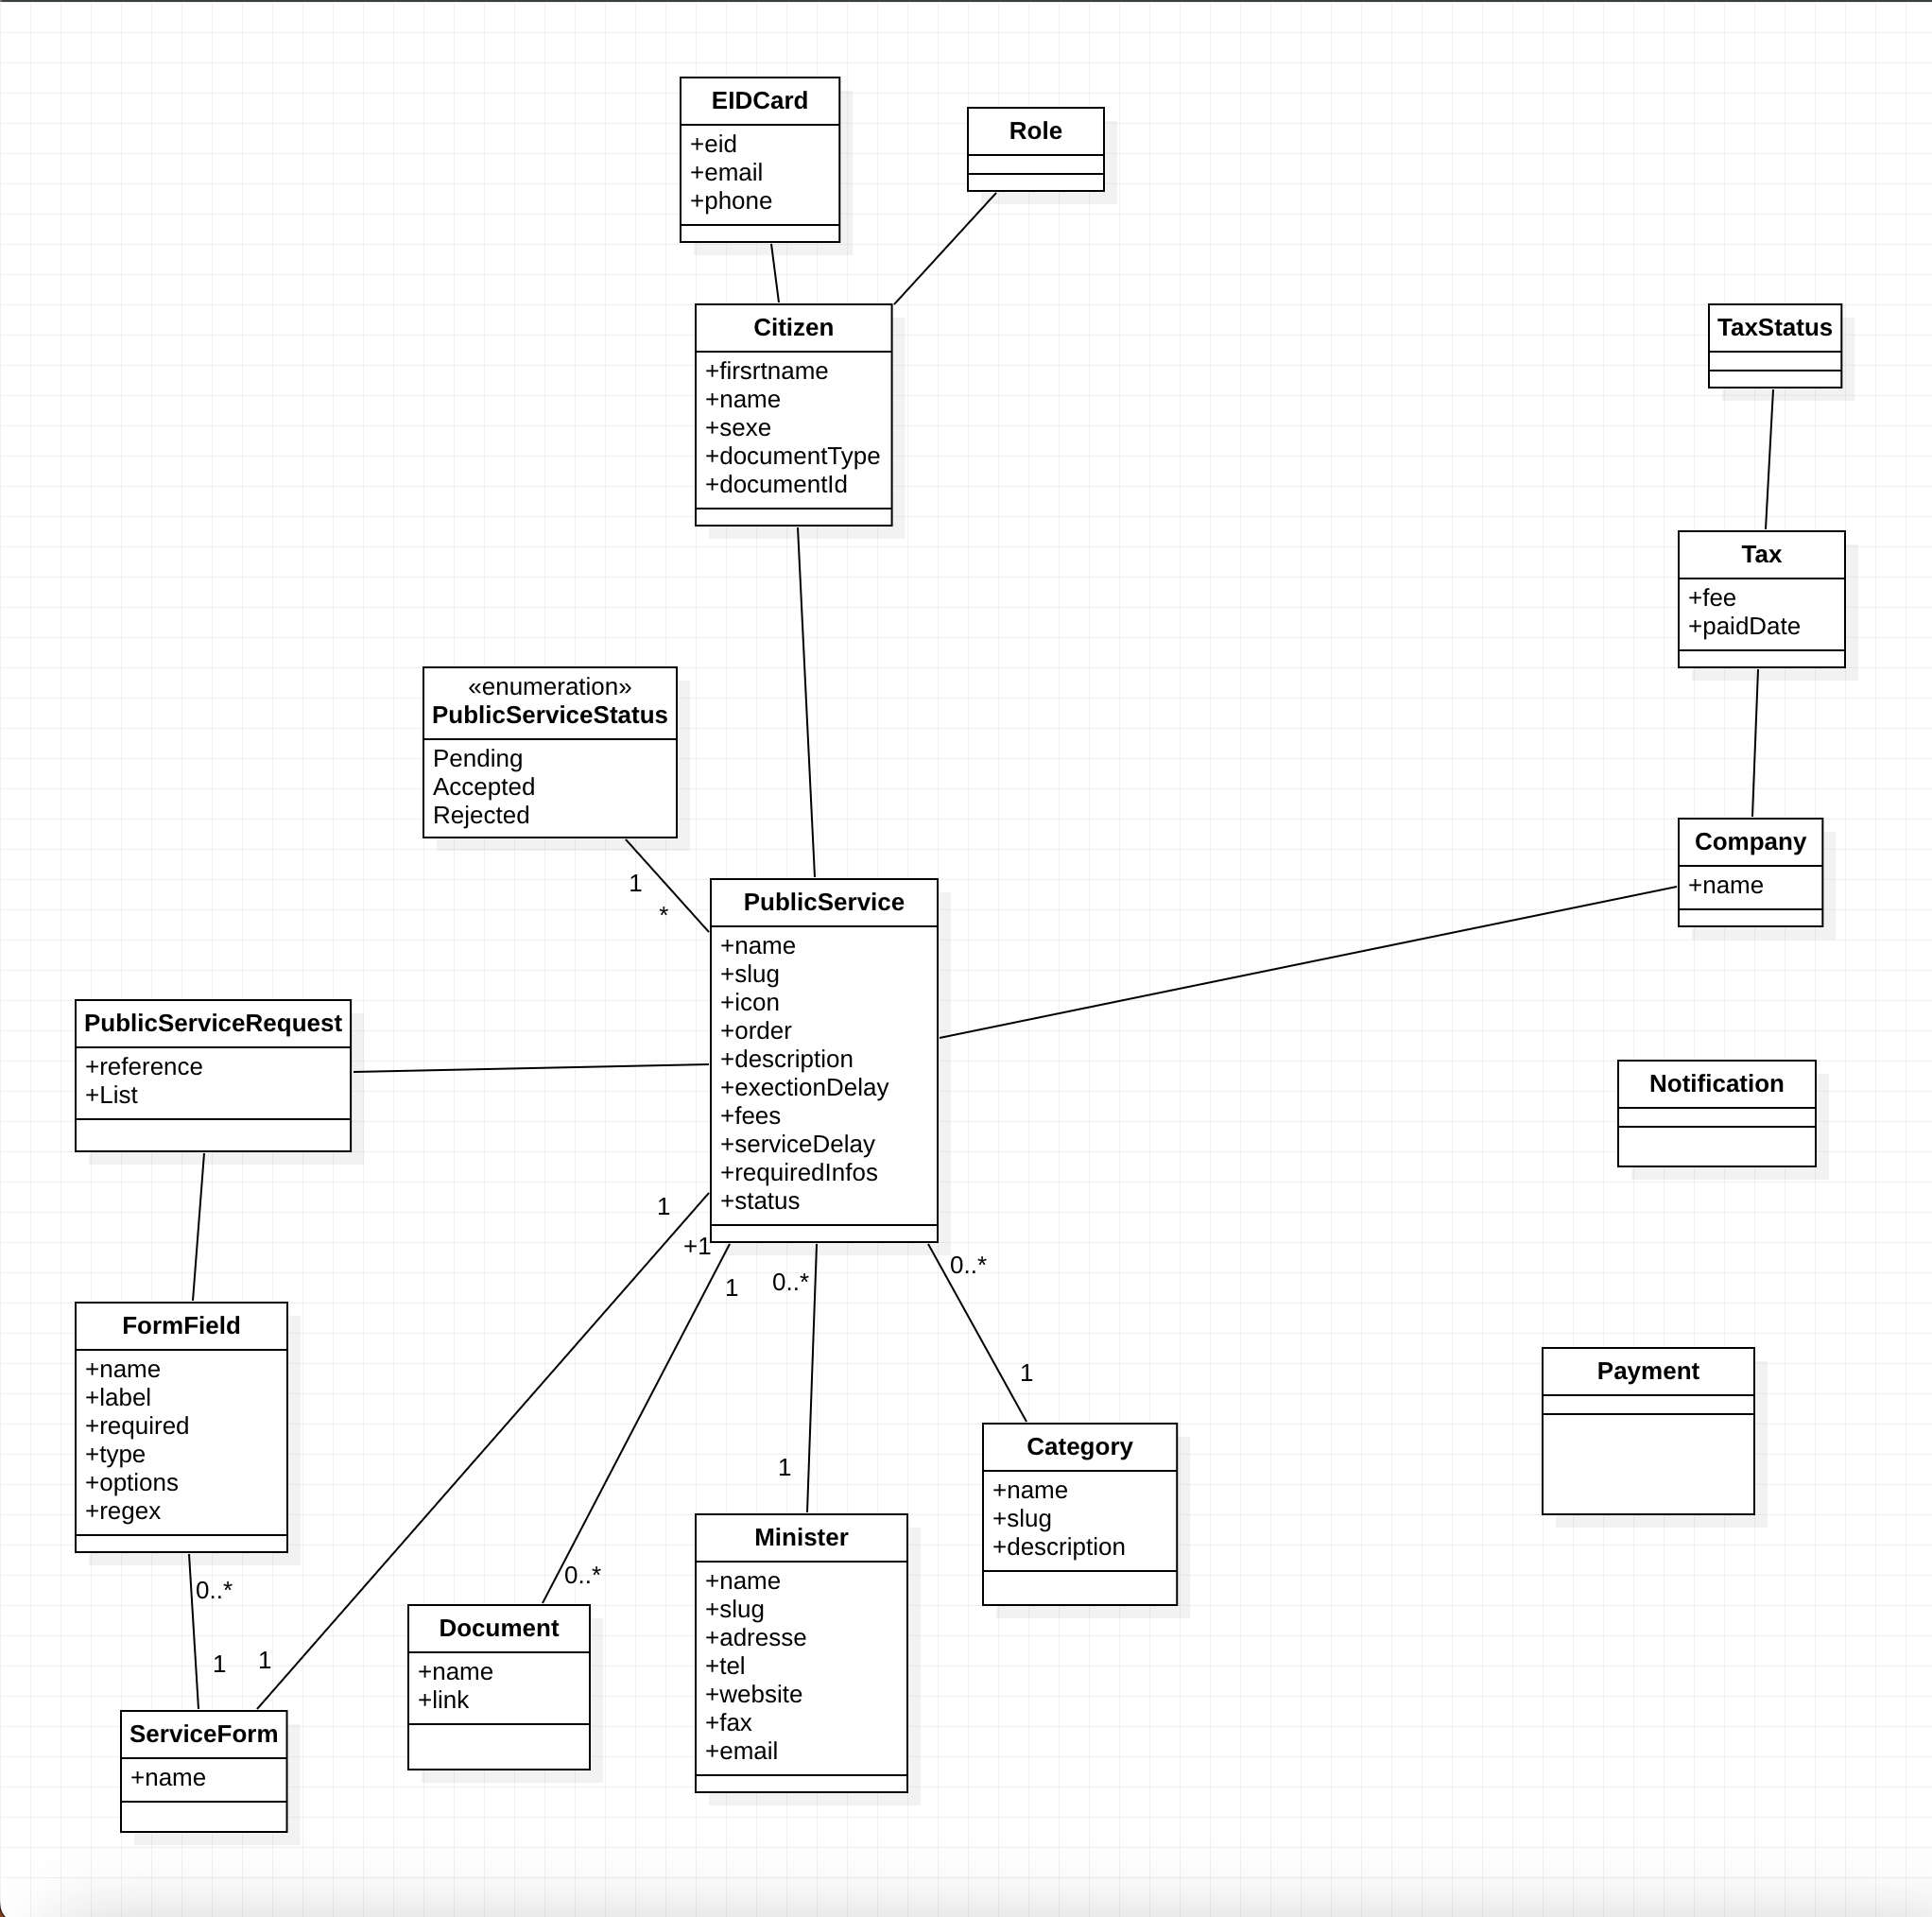 EIDCard
+eid
+email
+phone
Role
Citizen
+firsrtname
+name
+sexe
+documentType
+documentId
TaxStatus
Tax
+fee
+paidDate
«enumeration»
PublicServiceStatus
Pending
Accepted
Rejected
1
*
Company
+name
PublicService
+name
+slug
+icon
+order
+description
+exectionDelay
+fees
+serviceDelay
+requiredInfos
+status
PublicServiceRequest
+reference
+List
Notification
1
+1
1
0..*
0..*
FormField
+name
+label
+required
+type
+options
+regex
Payment
1
Category
+name
+slug
+description
1
Minister
+name
+slug
+adresse
+tel
+website
+fax
+email
0..*
Document
+name
+link
0..*
1
1
ServiceForm
+name